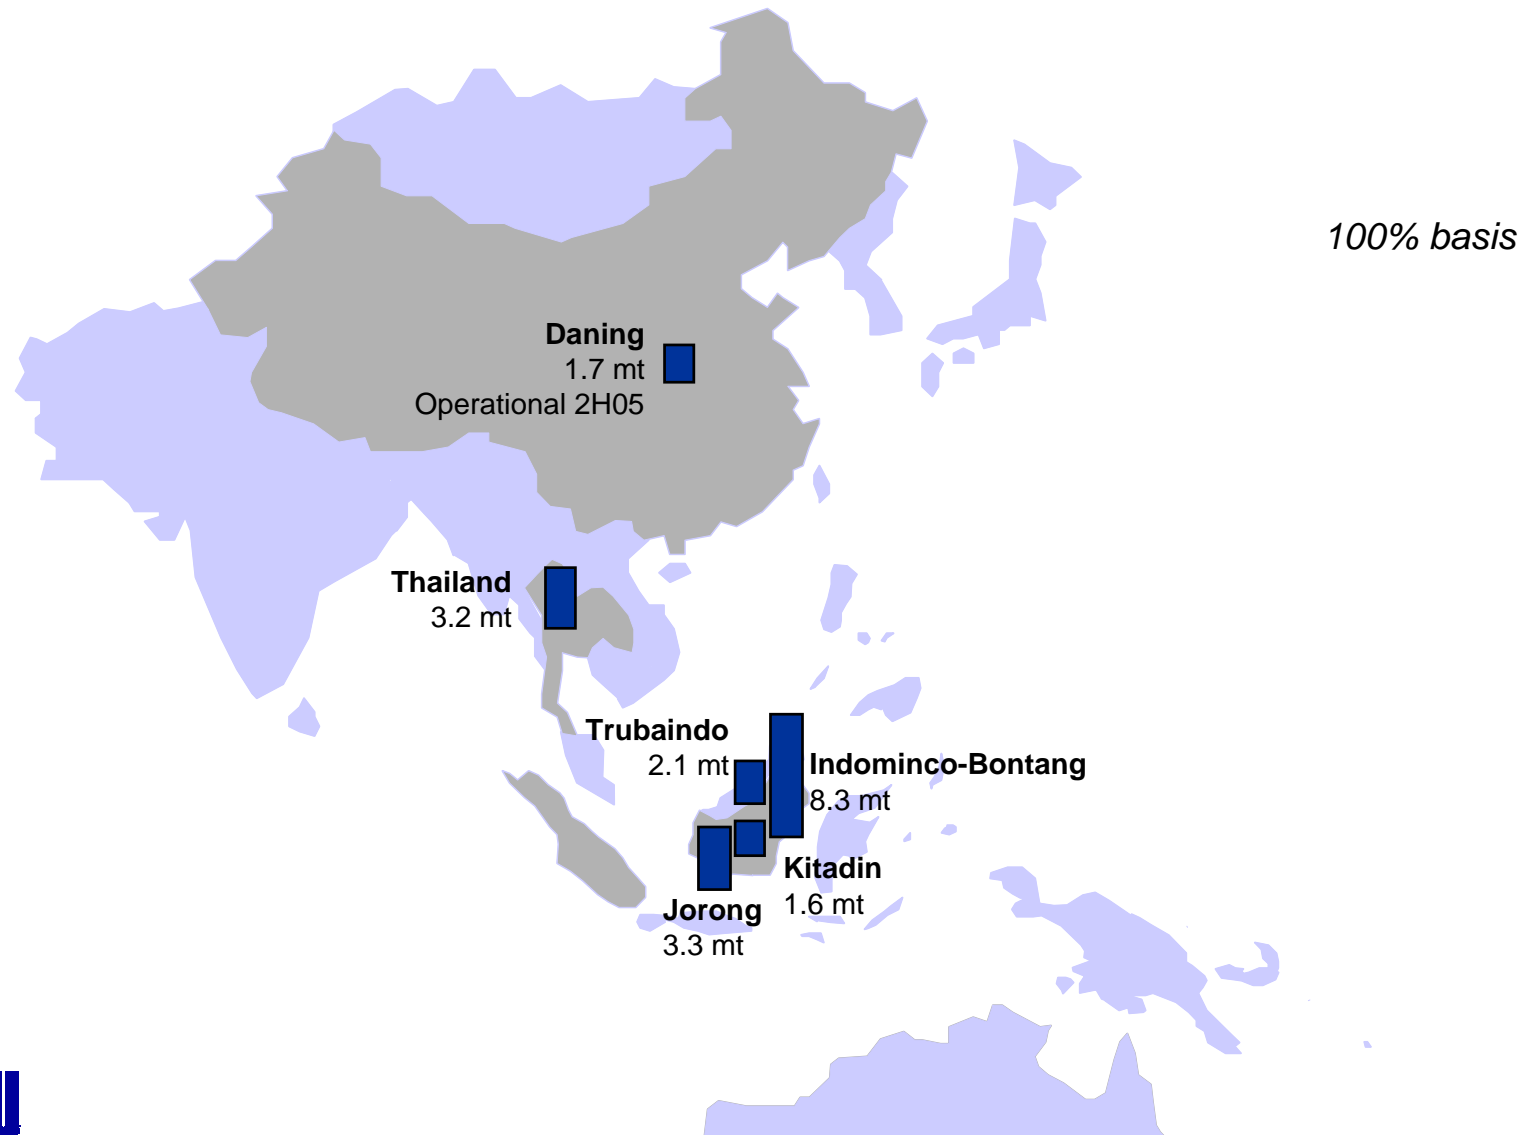 100% basis
Daning
1.7 mt
Operational 2H05
Thailand
3.2 mt
Trubaindo
2.1 mt
Indominco-Bontang
8.3 mt
Kitadin
1.6 mt
Jorong
3.3 mt